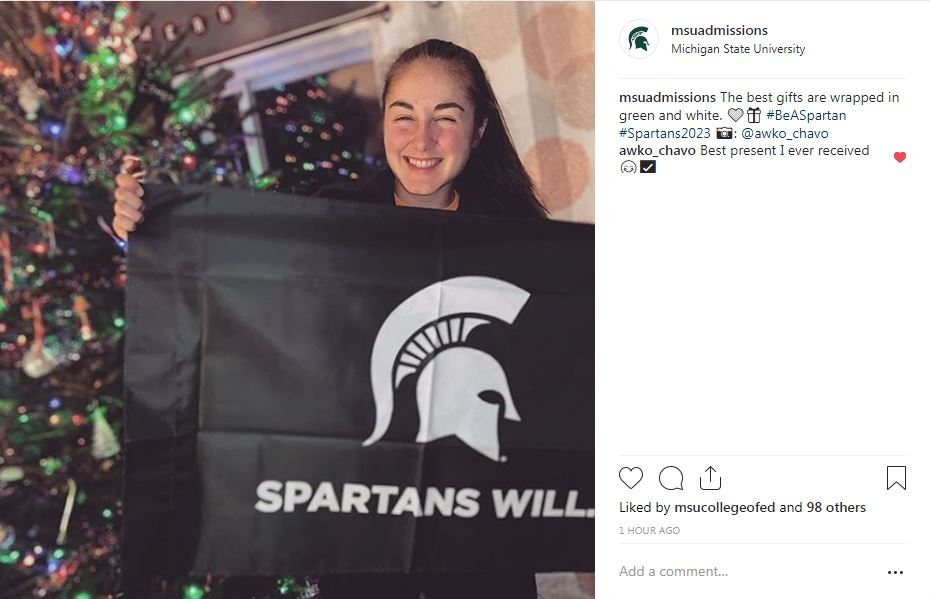 msuadmissions
Michigan State University
msuadmissions The best gifts are wrapped in
green and white. 🤍🎁 #BeASpartan
#Spartans2023 📷: @awko_chavo
awko_chavo Best present I ever received
SPARTANS WILL.
Liked by msucollegeofed and 98 others
1 HOUR AGO
Add a comment...